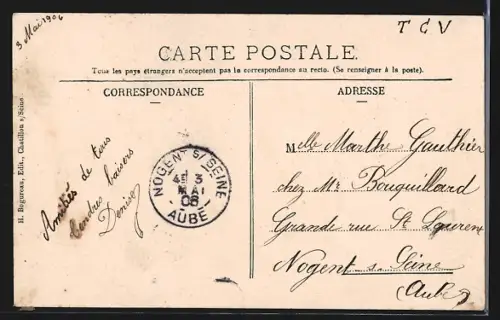 3 Mai 1906
T C V
CARTE POSTALE
Tous les pays étrangers n'acceptent pas la correspondance au recto. (Se renseigner à la poste).
CORRESPONDANCE
ADRESSE
H. Rogureau, Edit., Chatillon s/Seine
Amitiés de tous
Tendres baisers
Denise
NOGENT S/ SEINE
3
MAI
06
AUBE
Melle Marthe Gauthier
chez Mr Bouquillard
Grande rue St Laurent
Nogent s. Seine
(Aube)